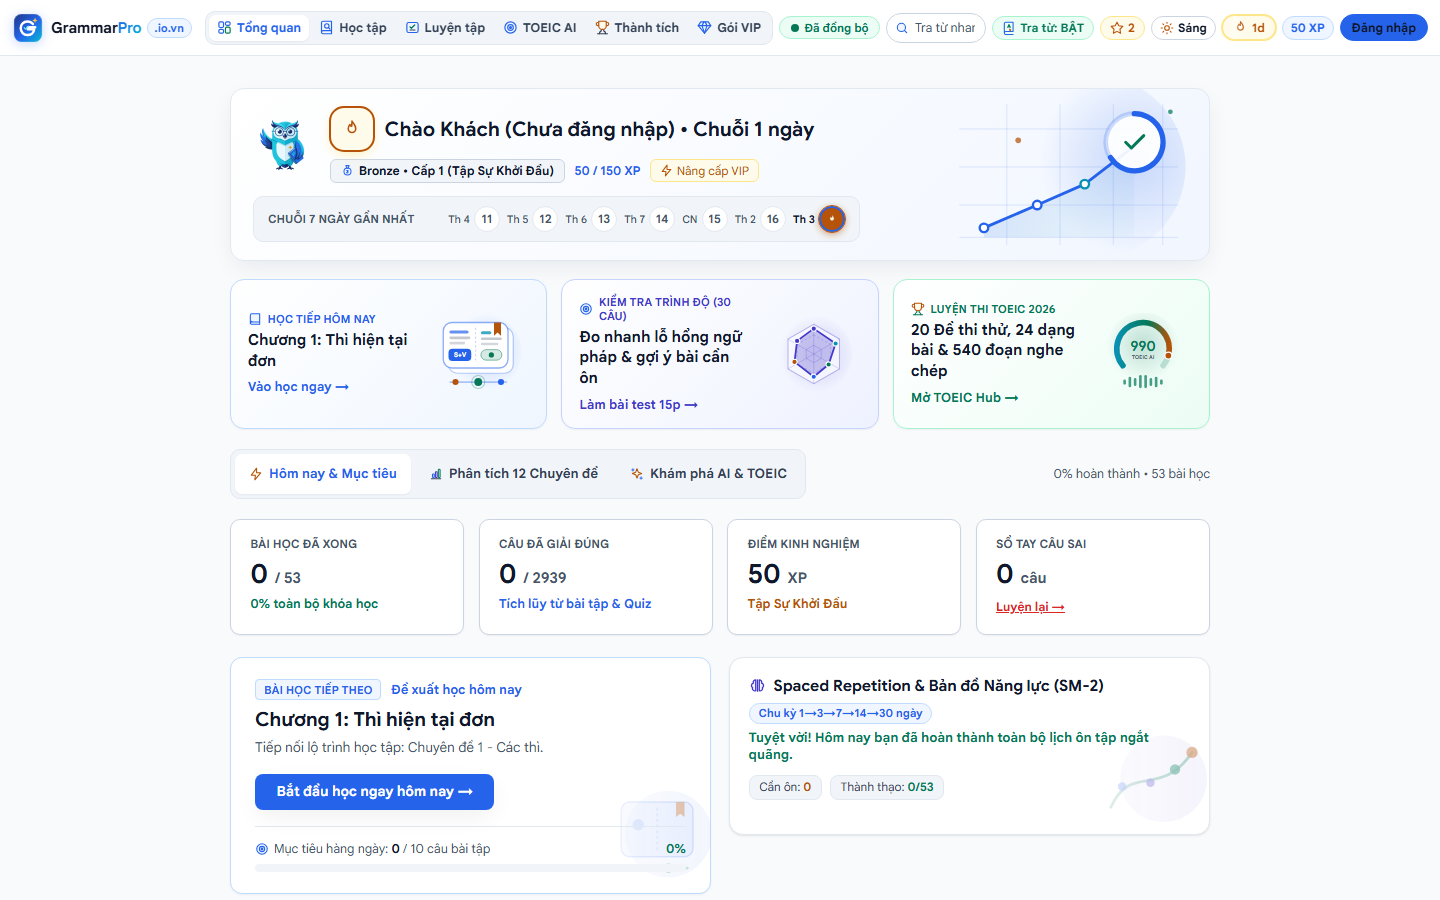 GrammarPro .io.vn Tổng quan Học tập Luyện tập TOEIC AI Thành tích Gói VIP Đã đồng bộ Tra từ nhan Tra từ: BẬT 2 Sáng 1d 50 XP Đăng nhập
Chào Khách (Chưa đăng nhập) • Chuỗi 1 ngày
Bronze • Cấp 1 (Tập Sự Khởi Đầu) 50 / 150 XP Nâng cấp VIP
CHUỖI 7 NGÀY GẦN NHẤT Th 4 11 Th 5 12 Th 6 13 Th 7 14 CN 15 Th 2 16 Th 3
HỌC TIẾP HÔM NAY
Chương 1: Thì hiện tại
đơn
Vào học ngay →
S+V
KIỂM TRA TRÌNH ĐỘ (30
CÂU)
Đo nhanh lỗ hổng ngữ
pháp & gợi ý bài cần
ôn
Làm bài test 15p →
LUYỆN THI TOEIC 2026
20 Đề thi thử, 24 dạng
bài & 540 đoạn nghe
chép
Mở TOEIC Hub →
990
TOEIC AI
Hôm nay & Mục tiêu Phân tích 12 Chuyên đề Khám phá AI & TOEIC 0% hoàn thành • 53 bài học
BÀI HỌC ĐÃ XONG
0 / 53
0% toàn bộ khóa học
CÂU ĐÃ GIẢI ĐÚNG
0 / 2939
Tích lũy từ bài tập & Quiz
ĐIỂM KINH NGHIỆM
50 XP
Tập Sự Khởi Đầu
SỔ TAY CÂU SAI
0 câu
Luyện lại →
BÀI HỌC TIẾP THEO Đề xuất học hôm nay
Chương 1: Thì hiện tại đơn
Tiếp nối lộ trình học tập: Chuyên đề 1 - Các thì.
Bắt đầu học ngay hôm nay →
Mục tiêu hàng ngày: 0 / 10 câu bài tập 0%
Spaced Repetition & Bản đồ Năng lực (SM-2)
Chu kỳ 1→3→7→14→30 ngày
Tuyệt vời! Hôm nay bạn đã hoàn thành toàn bộ lịch ôn tập ngắt
quãng.
Cần ôn: 0 Thành thạo: 0/53